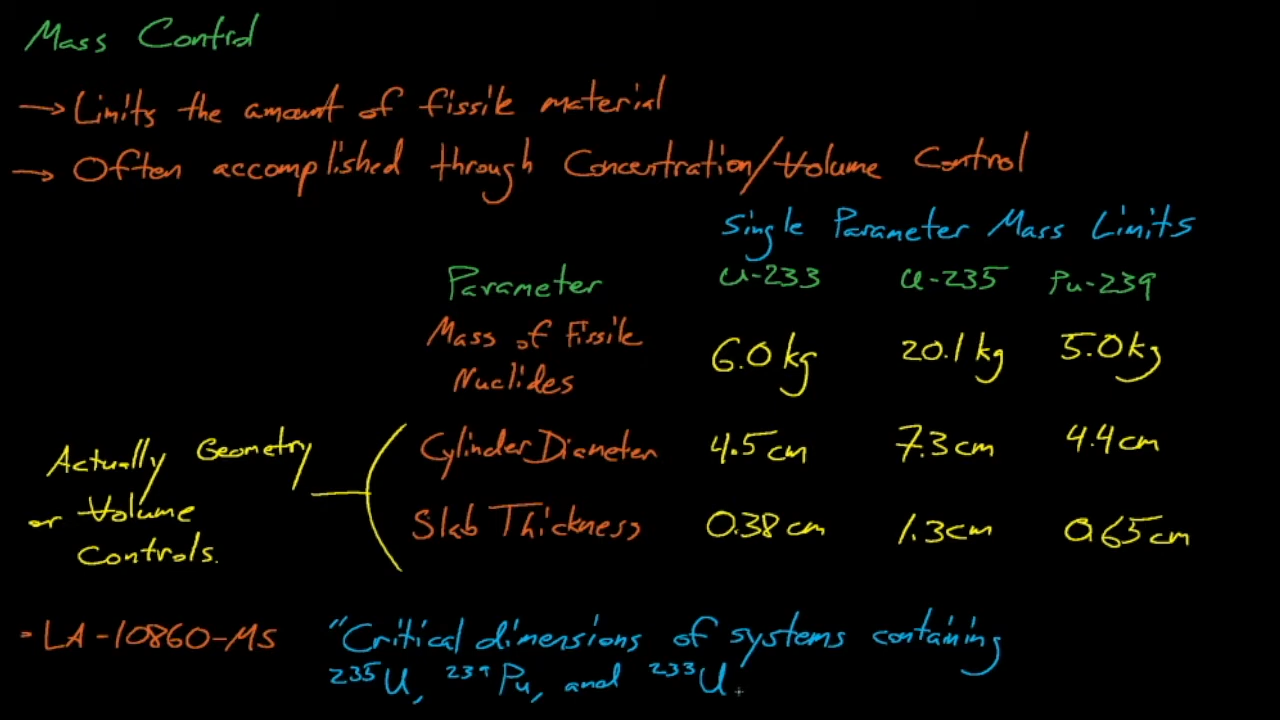 Mass Control
→ Limits the amount of fissile material
→ Often accomplished through Concentration/Volume Control
Single Parameter Mass Limits
Parameter U-233 U-235 Pu-239
Mass of Fissile
Nuclides 6.0 kg 20.1 kg 5.0 kg
Cylinder Diameter 4.5 cm 7.3 cm 4.4 cm
Slab Thickness 0.38 cm 1.3 cm 0.65 cm
Actually Geometry
or Volume
Controls.
- LA-10860-MS "Critical dimensions of systems containing
²³⁵U, ²³⁹Pu, and ²³³U